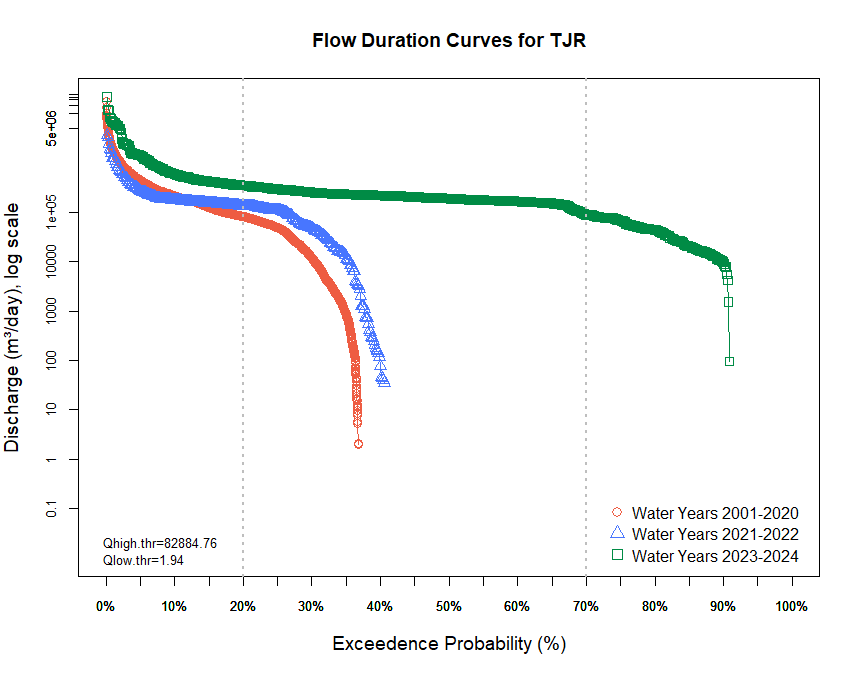 Flow Duration Curves for TJR
Discharge (m³/day), log scale
5e+06
1e+05
10000
1000
100
10
1
0.1
Qhigh.thr=82884.76
Qlow.thr=1.94
Water Years 2001-2020
Water Years 2021-2022
Water Years 2023-2024
0% 10% 20% 30% 40% 50% 60% 70% 80% 90% 100%
Exceedence Probability (%)